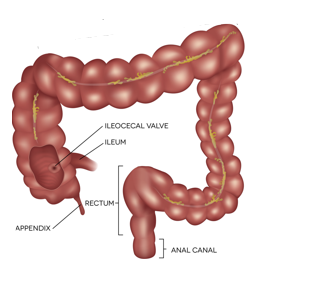 ILEOCECAL VALVE
ILEUM
RECTUM
APPENDIX
ANAL CANAL